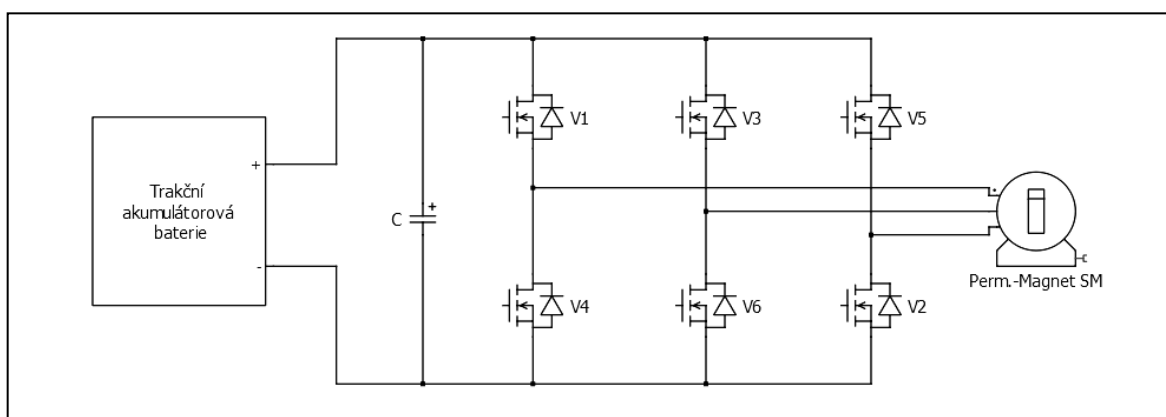 V1
V3
V5
+
Trakční
akumulátorová
baterie
+
C
-
Perm.-Magnet SM
V4
V6
V2